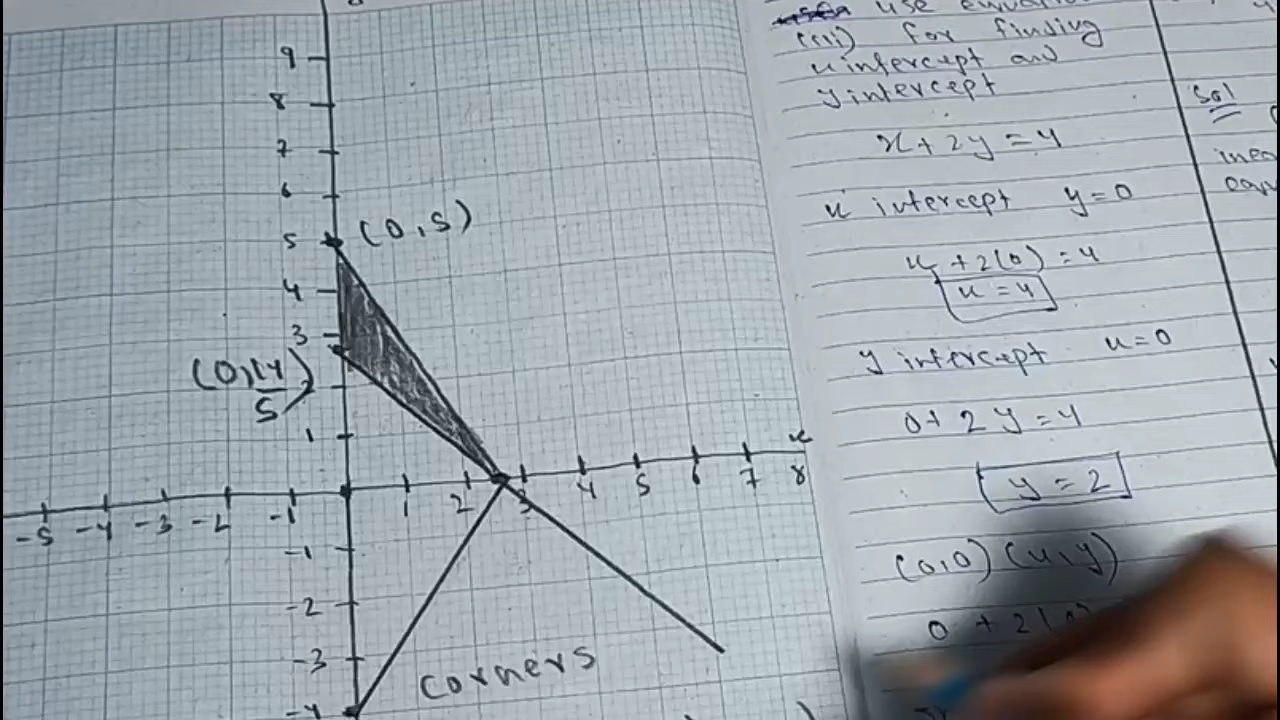 9
8
7
6
5 (0,5)
4
3
(0,14/5)
2
1
-5 -4 -3 -2 -1 1 2 3 4 5 6 7 8
x
-1
-2
-3
-4
corners
use
(iii) for finding
x intercept and
y intercept
x + 2y = 4
x intercept y = 0
x + 2(0) = 4
x = 4
y intercept x = 0
0 + 2y = 4
y = 2
(0,0) (x,y)
0 + 2(
Sol